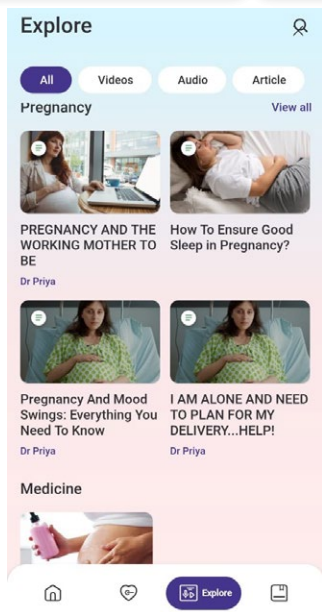 Explore
All Videos Audio Article
Pregnancy View all
PREGNANCY AND THE
WORKING MOTHER TO
BE
Dr Priya
How To Ensure Good
Sleep in Pregnancy?
Pregnancy And Mood
Swings: Everything You
Need To Know
Dr Priya
I AM ALONE AND NEED
TO PLAN FOR MY
DELIVERY...HELP!
Dr Priya
Medicine
Explore